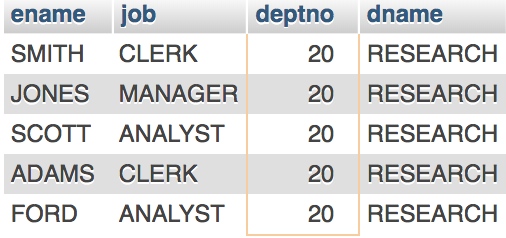 ename job deptno dname
SMITH CLERK 20 RESEARCH
JONES MANAGER 20 RESEARCH
SCOTT ANALYST 20 RESEARCH
ADAMS CLERK 20 RESEARCH
FORD ANALYST 20 RESEARCH